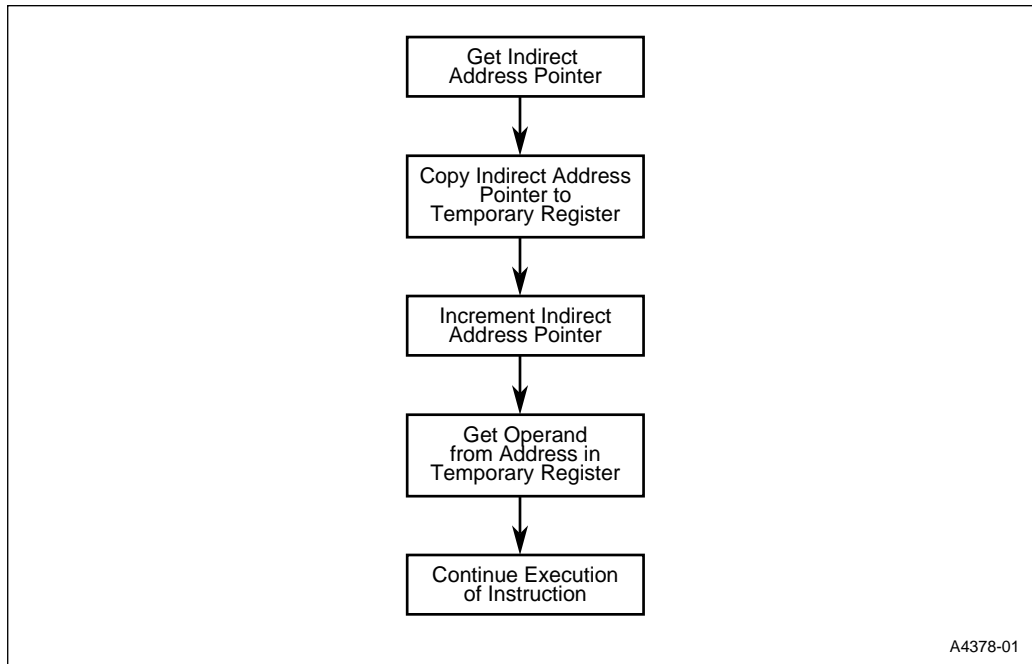 Get Indirect
Address Pointer
Copy Indirect Address
Pointer to
Temporary Register
Increment Indirect
Address Pointer
Get Operand
from Address in
Temporary Register
Continue Execution
of Instruction
A4378-01